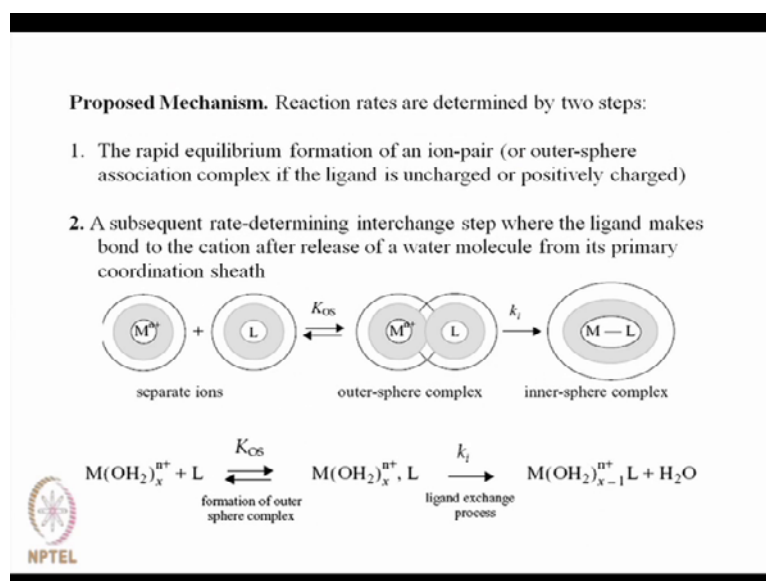 Proposed Mechanism. Reaction rates are determined by two steps:
1. The rapid equilibrium formation of an ion-pair (or outer-sphere
association complex if the ligand is uncharged or positively charged)
2. A subsequent rate-determining interchange step where the ligand makes
bond to the cation after release of a water molecule from its primary
coordination sheath
Mⁿ⁺ + L K_OS Mⁿ⁺ L k_i M — L
separate ions outer-sphere complex inner-sphere complex
K_OS k_i
M(OH₂)ₓⁿ⁺ + L ⇌ M(OH₂)ₓⁿ⁺, L → M(OH₂)ₓ₋₁ⁿ⁺L + H₂O
formation of outer ligand exchange
sphere complex process
NPTEL